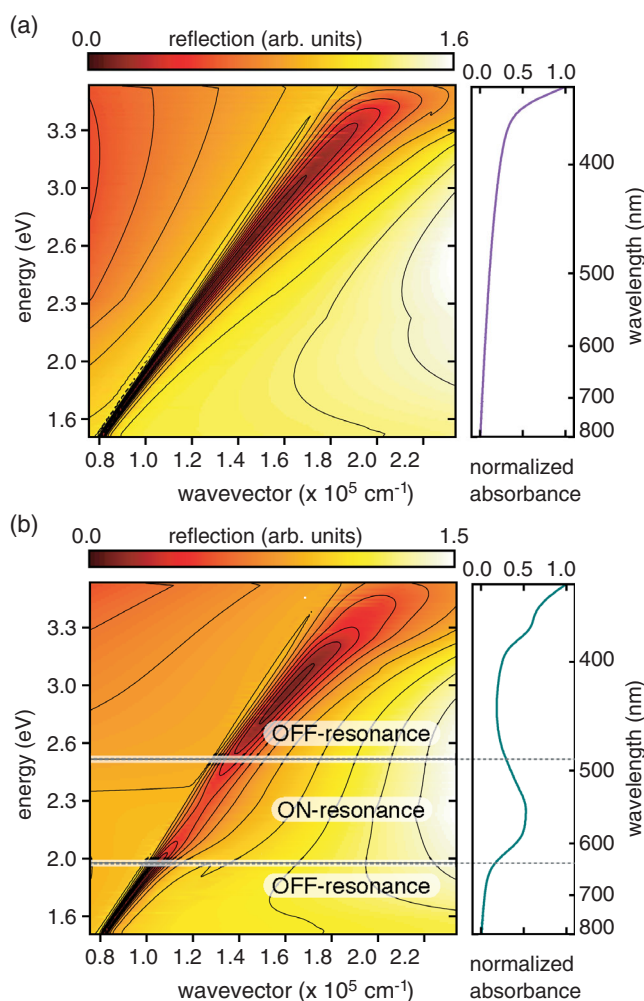 (a)
0.0 reflection (arb. units) 1.6
0.0 0.5 1.0
3.3
3.0
2.6
2.3
2.0
1.6
energy (eV)
0.8 1.0 1.2 1.4 1.6 1.8 2.0 2.2
wavevector (x 10⁵ cm⁻¹)
400
500
600
700
800
wavelength (nm)
normalized
absorbance
(b)
0.0 reflection (arb. units) 1.5
0.0 0.5 1.0
3.3
3.0
2.6
2.3
2.0
1.6
energy (eV)
OFF-resonance
ON-resonance
OFF-resonance
0.8 1.0 1.2 1.4 1.6 1.8 2.0 2.2
wavevector (x 10⁵ cm⁻¹)
400
500
600
700
800
wavelength (nm)
normalized
absorbance